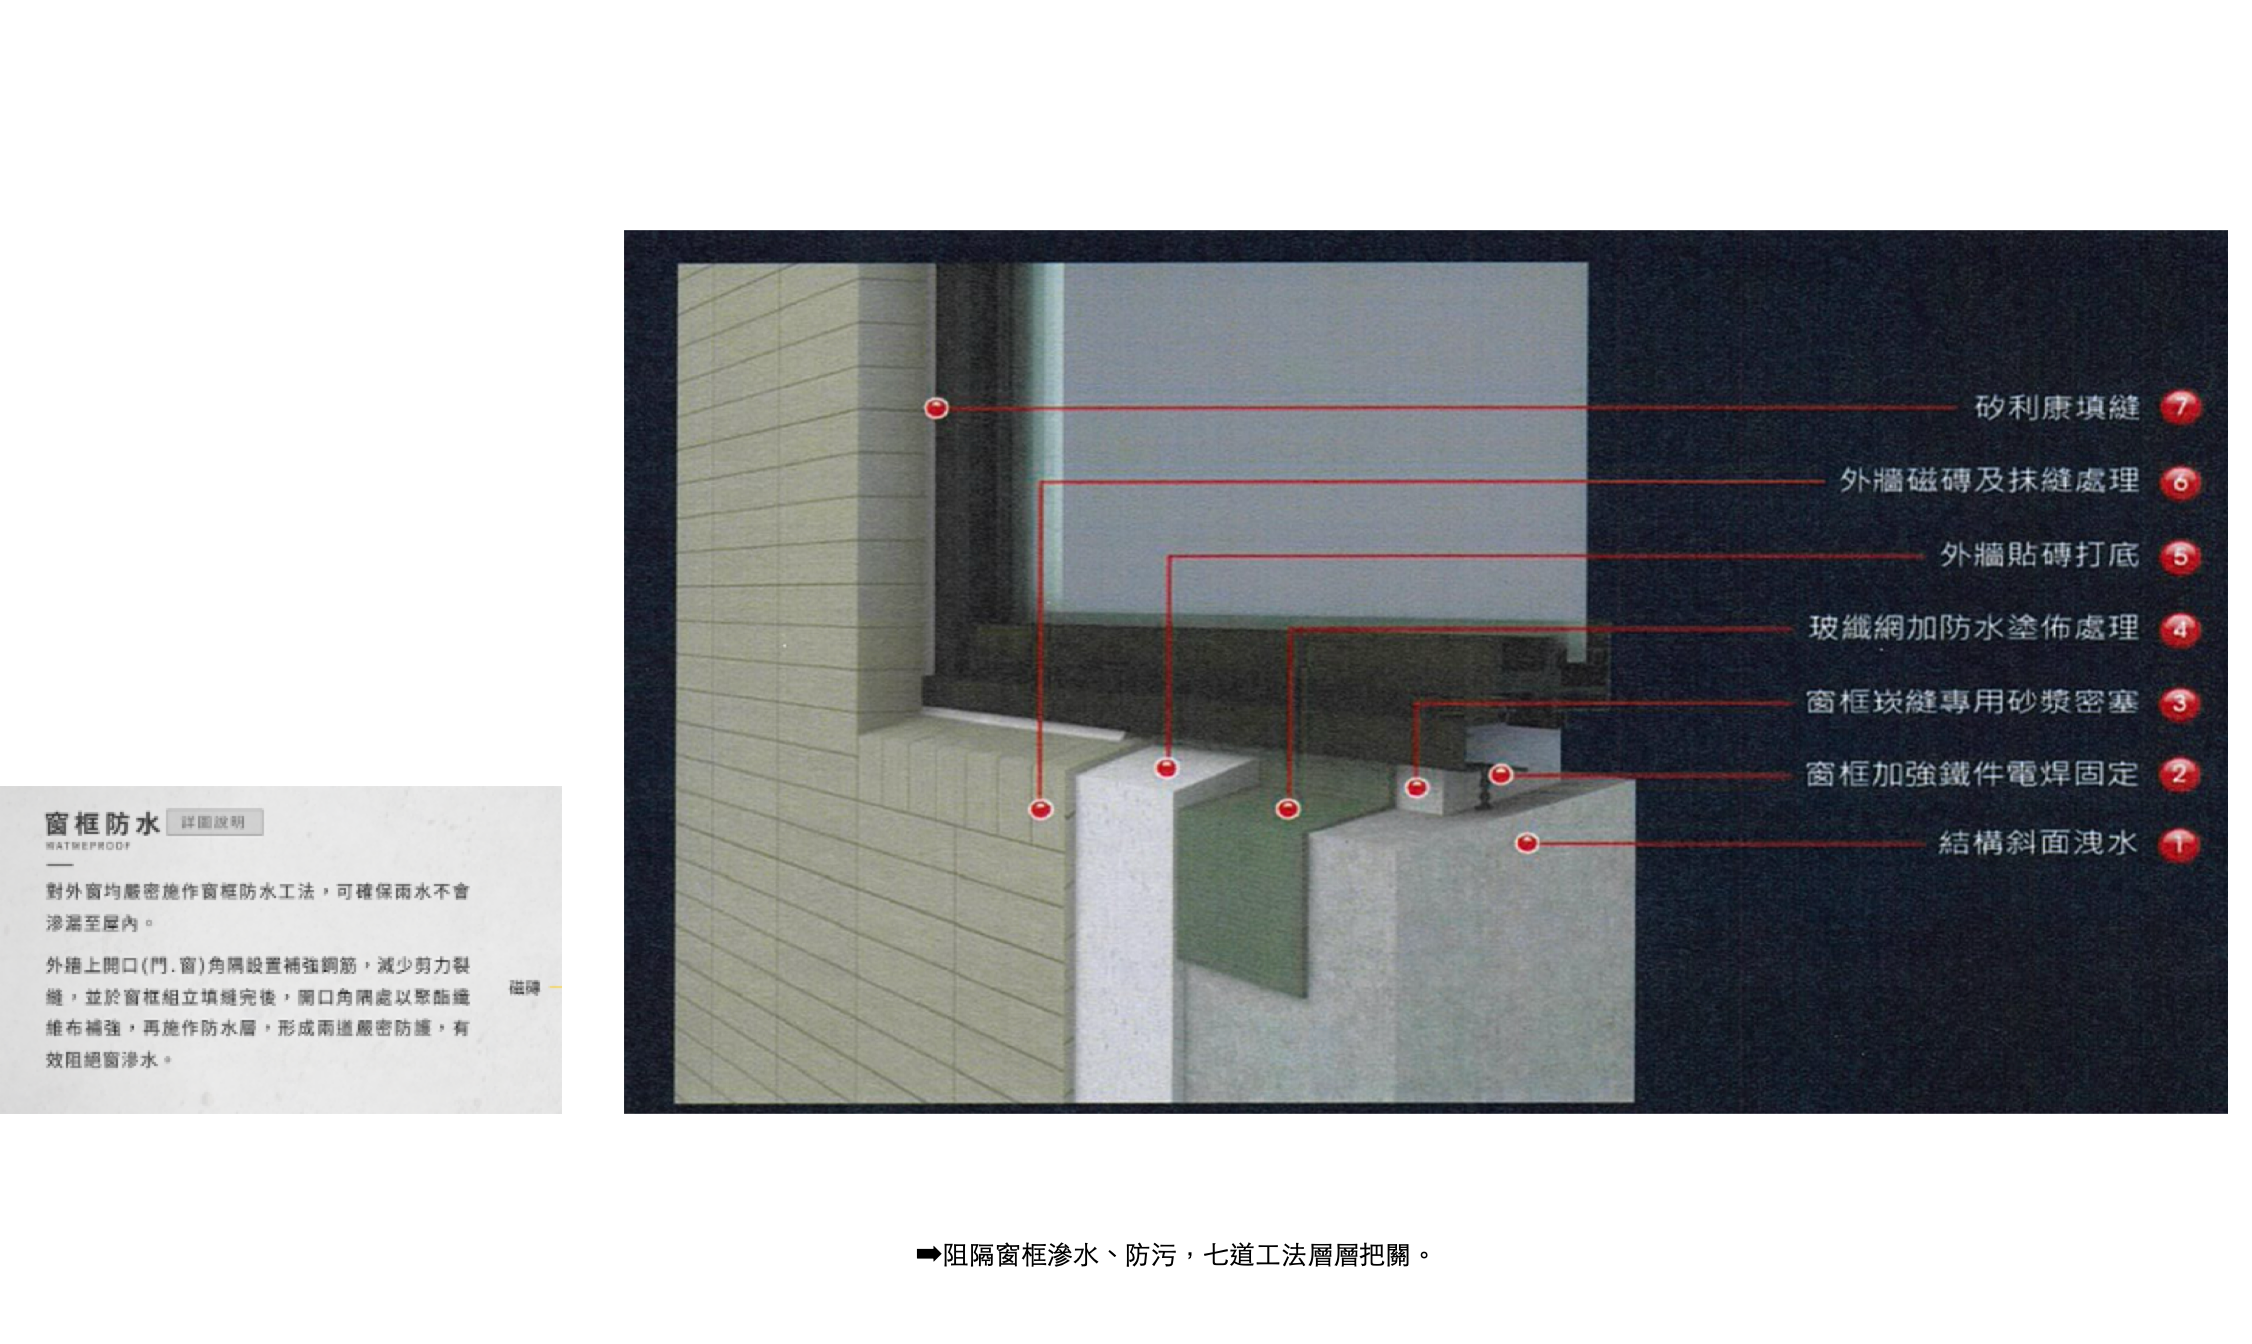 窗框防水 詳圖說明
WATWEPROOF
對外窗均嚴密施作窗框防水工法，可確保雨水不會
滲漏至屋內。
外牆上開口(門.窗)角隅設置補強鋼筋，減少剪力裂
縫，並於窗框組立填縫完後，開口角隅處以聚酯纖
維布補強，再施作防水層，形成兩道嚴密防護，有
效阻絕窗滲水。
磁磚
矽利康填縫 7
外牆磁磚及抹縫處理 6
外牆貼磚打底 5
玻纖網加防水塗佈處理 4
窗框崁縫專用砂漿密塞 3
窗框加強鐵件電焊固定 2
結構斜面洩水 1
➡阻隔窗框滲水、防污，七道工法層層把關。